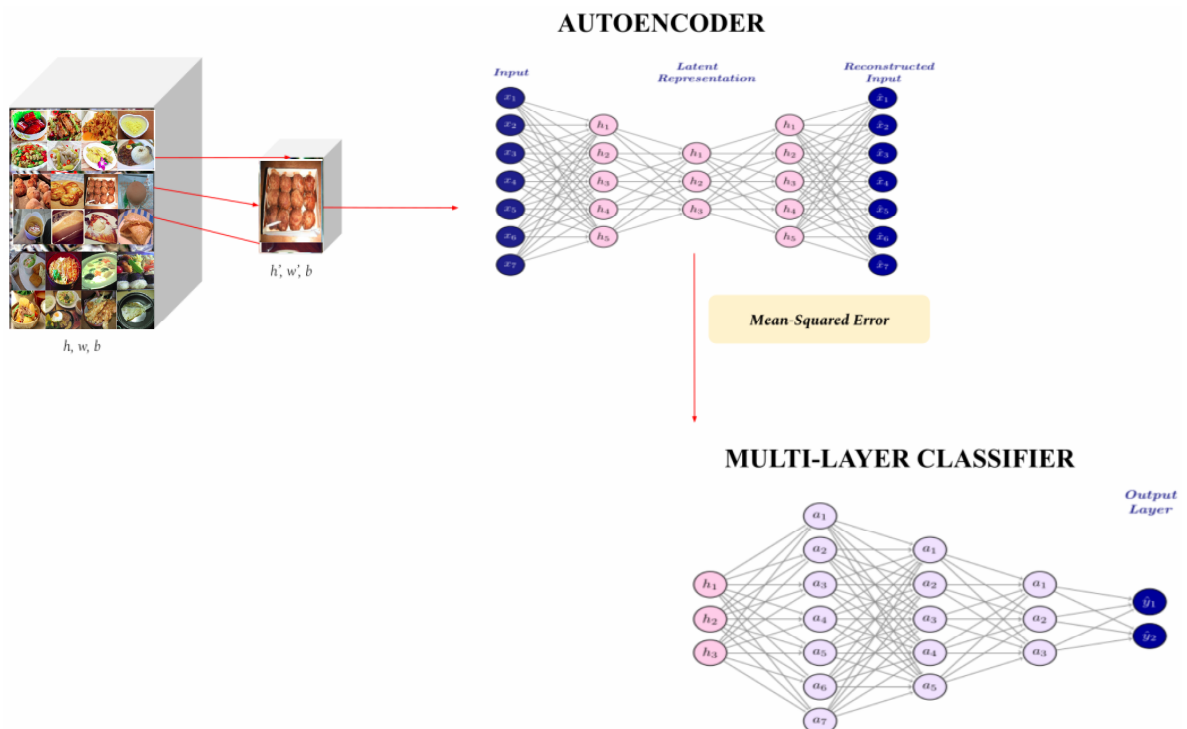 AUTOENCODER
Input
Latent
Representation
Reconstructed
Input
x₁
x₂
x₃
x₄
x₅
x₆
x₇
h₁
h₂
h₃
h₄
h₅
h₁
h₂
h₃
h₁
h₂
h₃
h₄
h₅
x̂₁
x̂₂
x̂₃
x̂₄
x̂₅
x̂₆
x̂₇
h', w', b
h, w, b
Mean-Squared Error
MULTI-LAYER CLASSIFIER
Output
Layer
h₁
h₂
h₃
a₁
a₂
a₃
a₄
a₅
a₆
a₇
a₁
a₂
a₃
a₄
a₅
a₁
a₂
a₃
ŷ₁
ŷ₂